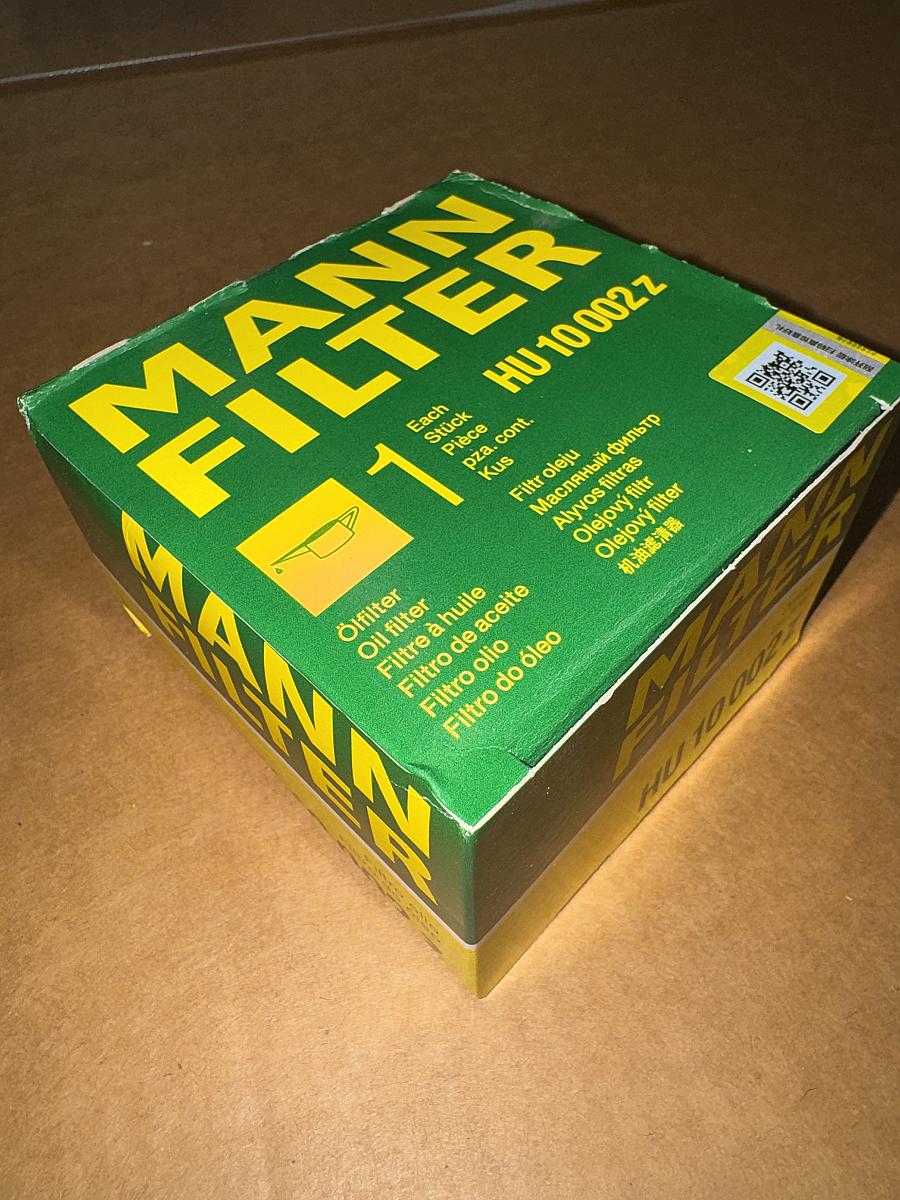 MANN
FILTER
HU 10 002 z
1
Each
Stück
Pièce
pza. cont.
Kus
Filtr oleju
Масляный фильтр
Alyvos filtras
Olejový filtr
Olejový filter
机油滤清器
Ölfilter
Oil filter
Filtre à huile
Filtro de aceite
Filtro olio
Filtro do óleo
MANN
FILTER
MANN
FILTER
HU 10 002 z